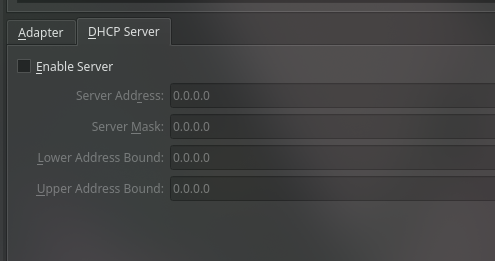 Adapter DHCP Server
Enable Server
Server Address: 0.0.0.0
Server Mask: 0.0.0.0
Lower Address Bound: 0.0.0.0
Upper Address Bound: 0.0.0.0